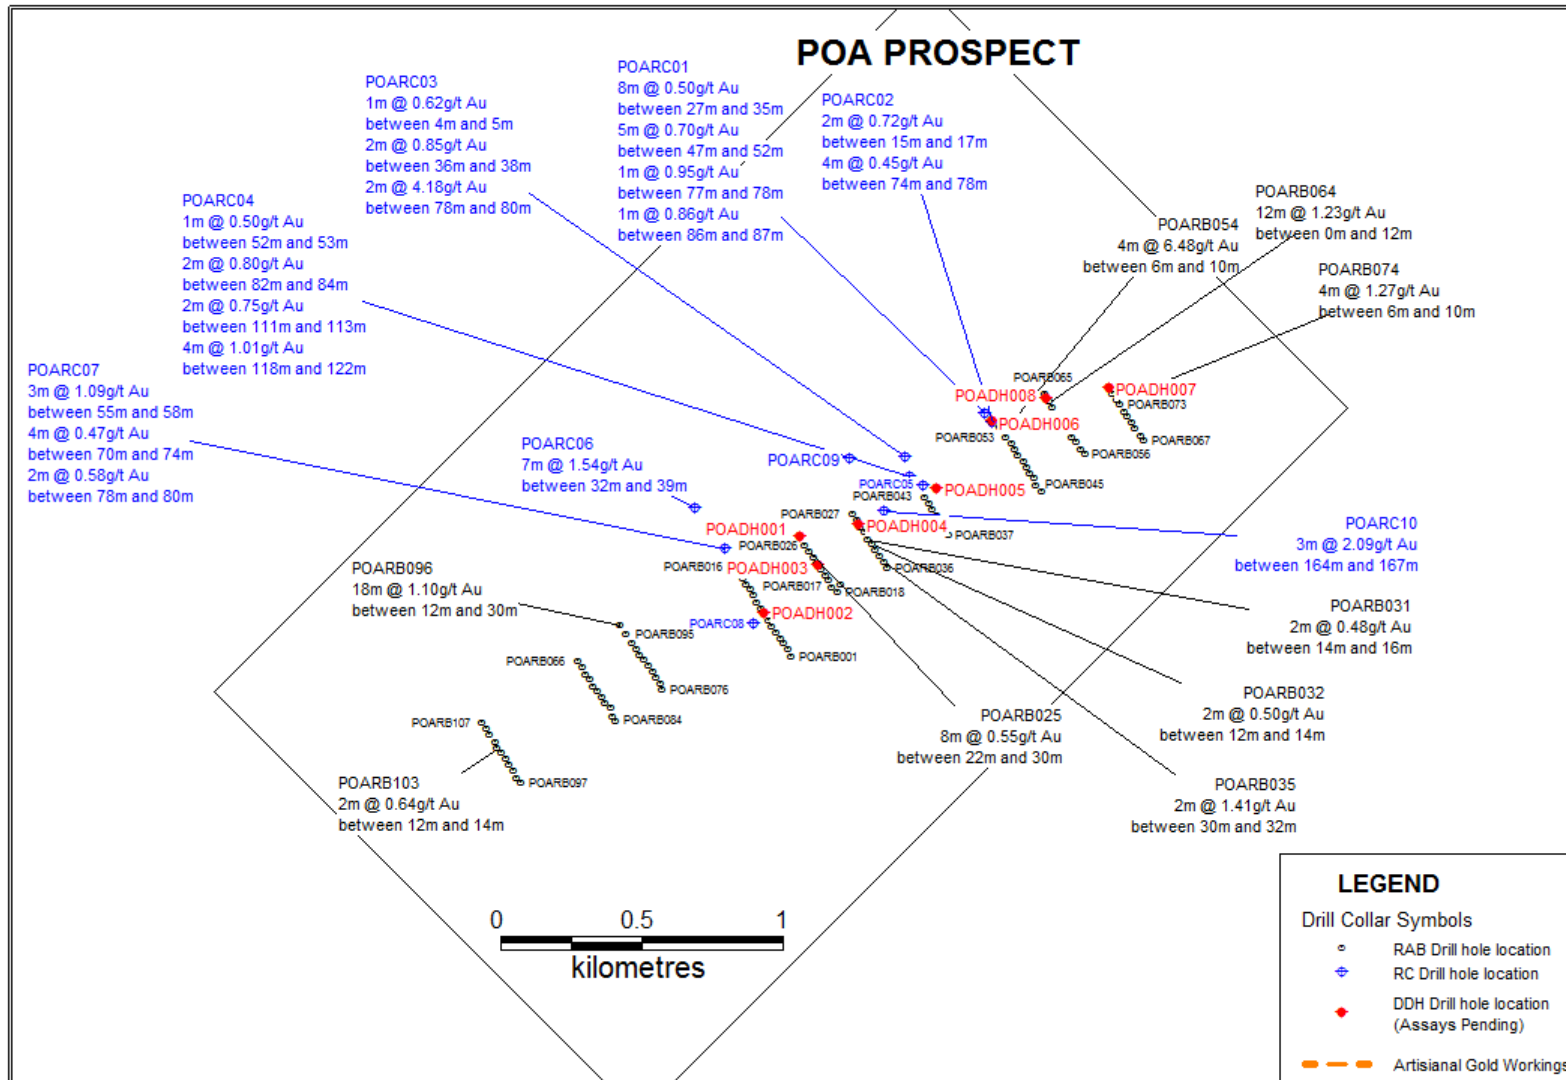 POA PROSPECT
POARC01
8m @ 0.50g/t Au
between 27m and 35m
5m @ 0.70g/t Au
between 47m and 52m
1m @ 0.95g/t Au
between 77m and 78m
1m @ 0.86g/t Au
between 86m and 87m
POARC03
1m @ 0.62g/t Au
between 4m and 5m
2m @ 0.85g/t Au
between 36m and 38m
2m @ 4.18g/t Au
between 78m and 80m
POARC02
2m @ 0.72g/t Au
between 15m and 17m
4m @ 0.45g/t Au
between 74m and 78m
POARC04
1m @ 0.50g/t Au
between 52m and 53m
2m @ 0.80g/t Au
between 82m and 84m
2m @ 0.75g/t Au
between 111m and 113m
4m @ 1.01g/t Au
between 118m and 122m
POARB064
12m @ 1.23g/t Au
between 0m and 12m
POARB054
4m @ 6.48g/t Au
between 6m and 10m
POARB074
4m @ 1.27g/t Au
between 6m and 10m
POARC07
3m @ 1.09g/t Au
between 55m and 58m
4m @ 0.47g/t Au
between 70m and 74m
2m @ 0.58g/t Au
between 78m and 80m
POARB065
POADH008
POADH007
POARB073
POADH006
POARB053
POARB067
POARB056
POARC06
7m @ 1.54g/t Au
between 32m and 39m
POARC09
POARC05
POADH005
POARB045
POARB043
POARB027
POADH004
POADH001
POARB037
POARC10
3m @ 2.09g/t Au
between 164m and 167m
POARB026
POARB016
POADH003
POARB036
POARB017
POARB018
POARB096
18m @ 1.10g/t Au
between 12m and 30m
POADH002
POARC08
POARB031
2m @ 0.48g/t Au
between 14m and 16m
POARB095
POARB001
POARB066
POARB076
POARB032
2m @ 0.50g/t Au
between 12m and 14m
POARB084
POARB107
POARB025
8m @ 0.55g/t Au
between 22m and 30m
POARB103
2m @ 0.64g/t Au
between 12m and 14m
POARB097
POARB035
2m @ 1.41g/t Au
between 30m and 32m
0 0.5 1
kilometres
LEGEND
Drill Collar Symbols
RAB Drill hole location
RC Drill hole location
DDH Drill hole location
(Assays Pending)
Artisianal Gold Workings